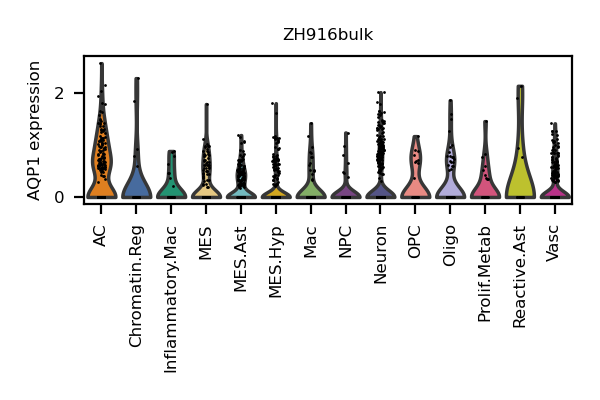 ZH916bulk
AQP1 expression
2
0
AC
Chromatin.Reg
Inflammatory.Mac
MES
MES.Ast
MES.Hyp
Mac
NPC
Neuron
OPC
Oligo
Prolif.Metab
Reactive.Ast
Vasc